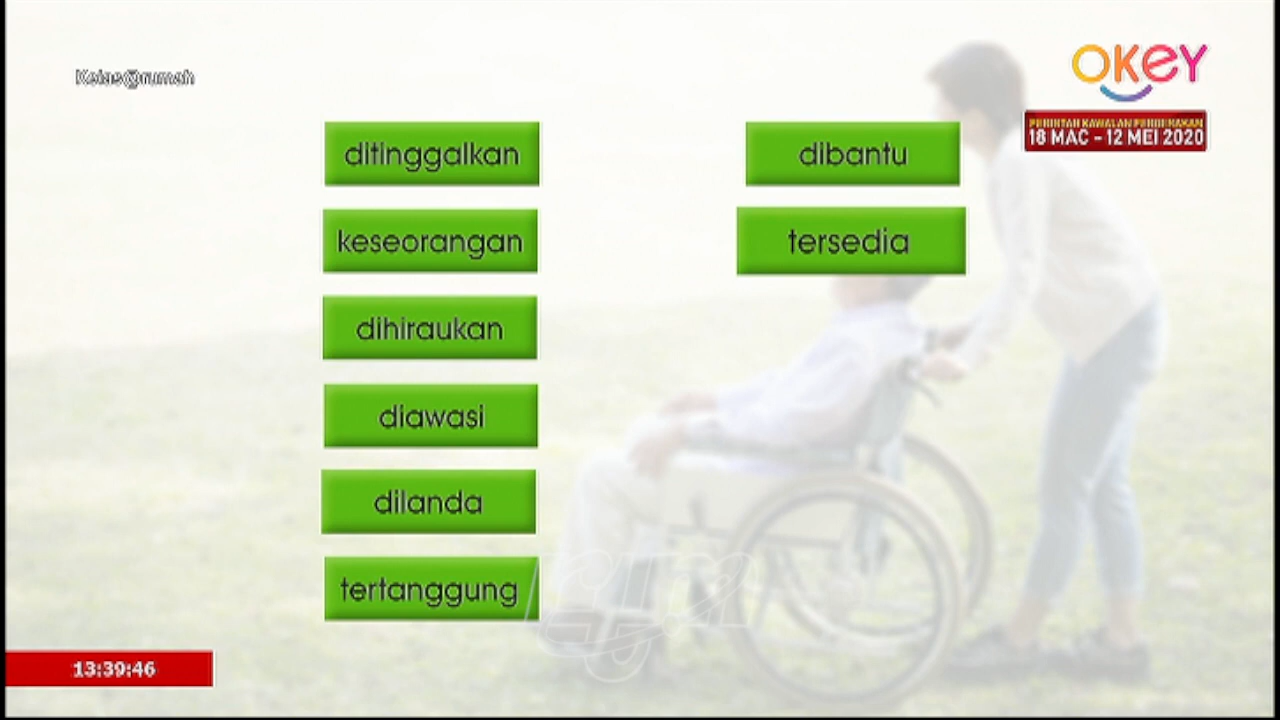 Kelas@rumah
OKEY
PERINTAH KAWALAN PERGERAKAN
18 MAC - 12 MEI 2020
ditinggalkan
keseorangan
dihiraukan
diawasi
dilanda
tertanggung
dibantu
tersedia
13:39:46